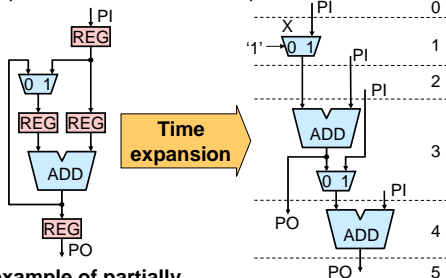 PI
REG
0 1
REG REG
ADD
REG
PO
Time
expansion
PI 0
X
'1' 0 1 1
PI
PI 2
ADD
3
0 1
PI
PO
ADD 4
PO 5
example of partially